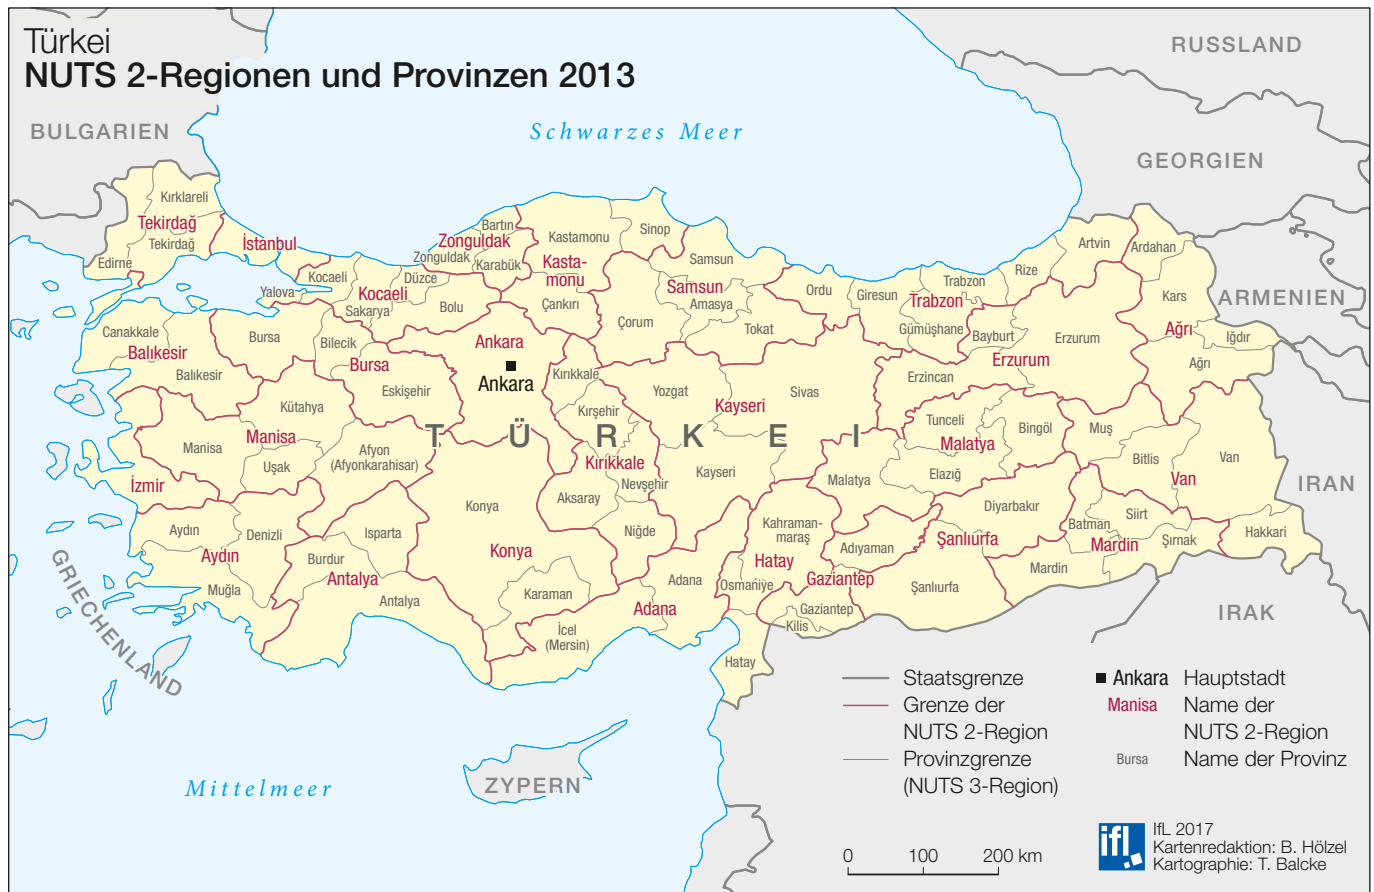 Türkei
NUTS 2-Regionen und Provinzen 2013
RUSSLAND
BULGARIEN
Schwarzes Meer
GEORGIEN
Kırklareli
Tekirdağ
Tekirdağ
Edirne
İstanbul
Bartın
Zonguldak
Zonguldak
Karabük
Kastamonu
Sinop
Kasta-
monu
Çankırı
Samsun
Samsun
Amasya
Çorum
Tokat
Ordu
Giresun
Trabzon
Trabzon
Gümüşhane
Rize
Artvin
Ardahan
Kars
Ağrı
Iğdır
Ağrı
ARMENIEN
Kocaeli
Yalova
Kocaeli
Sakarya
Düzce
Bolu
Canakkale
Balıkesir
Balıkesir
Bursa
Bilecik
Bursa
Eskişehir
Ankara
Ankara
Kırıkkale
Kırşehir
Yozgat
Kayseri
Sivas
Erzincan
Bayburt
Erzurum
Erzurum
Kütahya
Manisa
Manisa
Uşak
Afyon
(Afyonkarahisar)
TÜRKEI
Kırıkkale
Nevşehir
Aksaray
Niğde
Kayseri
Tunceli
Malatya
Bingöl
Elazığ
Malatya
Muş
Bitlis
Van
Van
IRAN
İzmir
Aydın
Denizli
Aydın
Muğla
Isparta
Burdur
Antalya
Antalya
Konya
Konya
Karaman
İcel
(Mersin)
Adana
Adana
Kahraman-
maraş
Hatay
Osmaniye
Hatay
Adıyaman
Gaziantep
Gaziantep
Kilis
Diyarbakır
Şanlıurfa
Şanlıurfa
Batman
Siirt
Mardin
Şırnak
Mardin
Hakkari
GRIECHENLAND
IRAK
Mittelmeer
ZYPERN
Staatsgrenze
Grenze der
NUTS 2-Region
Provinzgrenze
(NUTS 3-Region)
Ankara Hauptstadt
Manisa Name der
NUTS 2-Region
Bursa Name der Provinz
0 100 200 km
ifl
IfL 2017
Kartenredaktion: B. Hölzel
Kartographie: T. Balcke